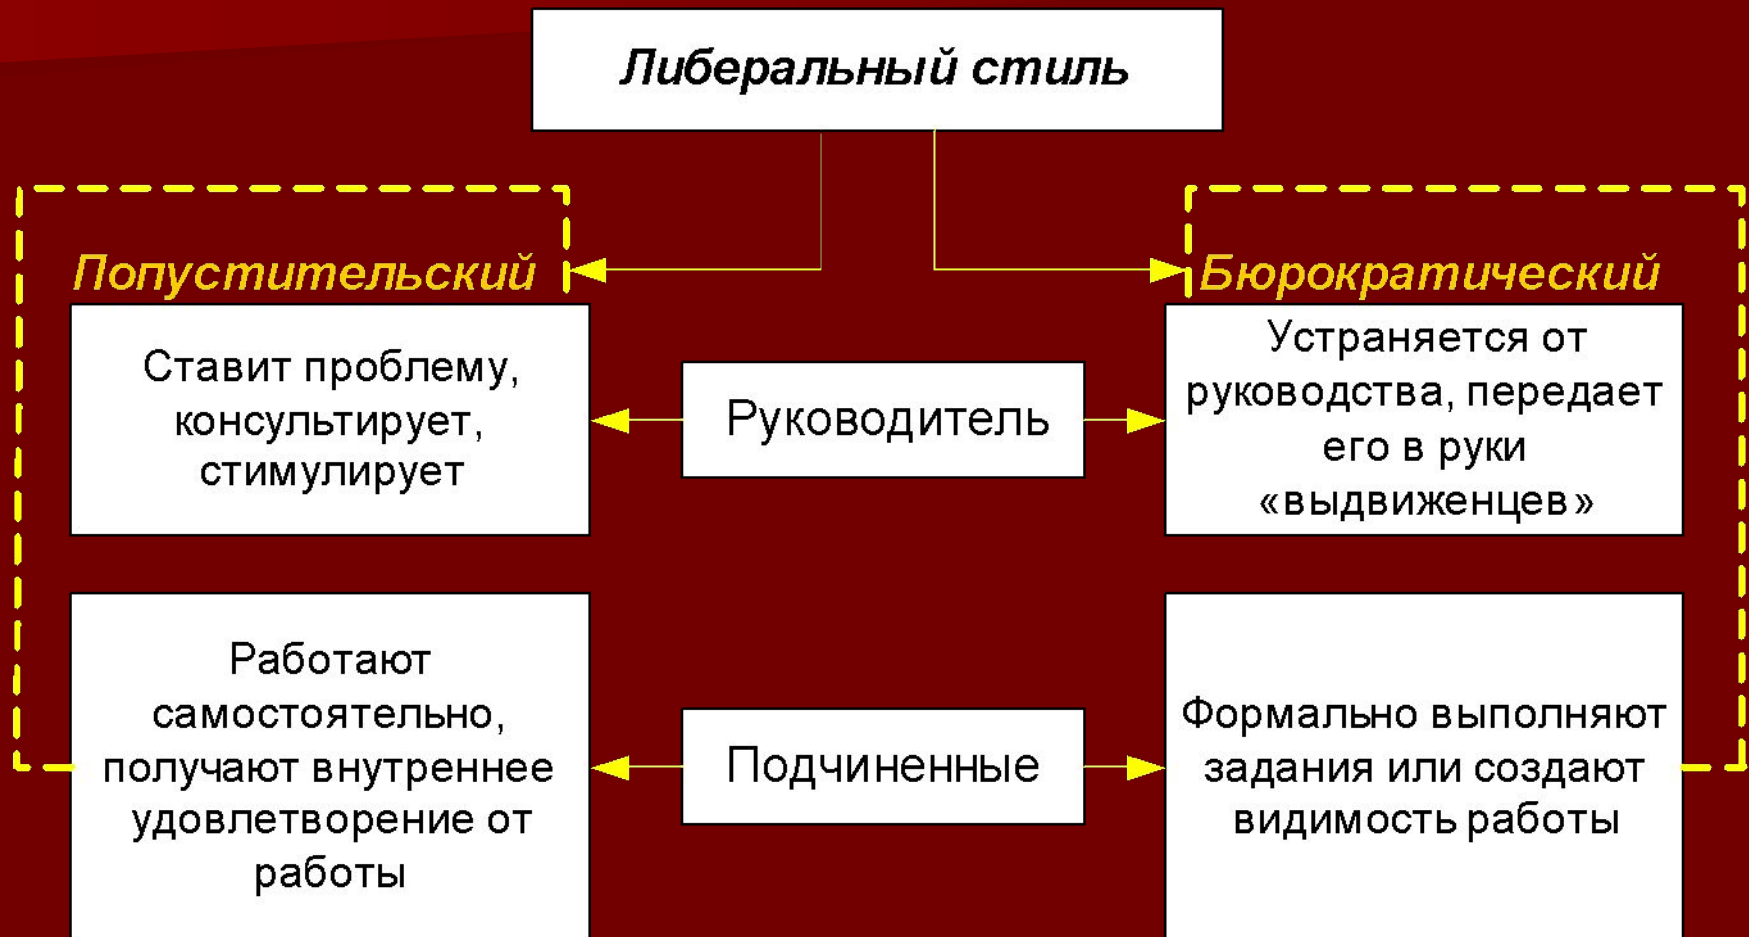 Либеральный стиль
Попустительский
Бюрократический
Ставит проблему,
консультирует,
стимулирует
Руководитель
Устраняется от
руководства, передает
его в руки
«выдвиженцев»
Работают
самостоятельно,
получают внутреннее
удовлетворение от
работы
Подчиненные
Формально выполняют
задания или создают
видимость работы